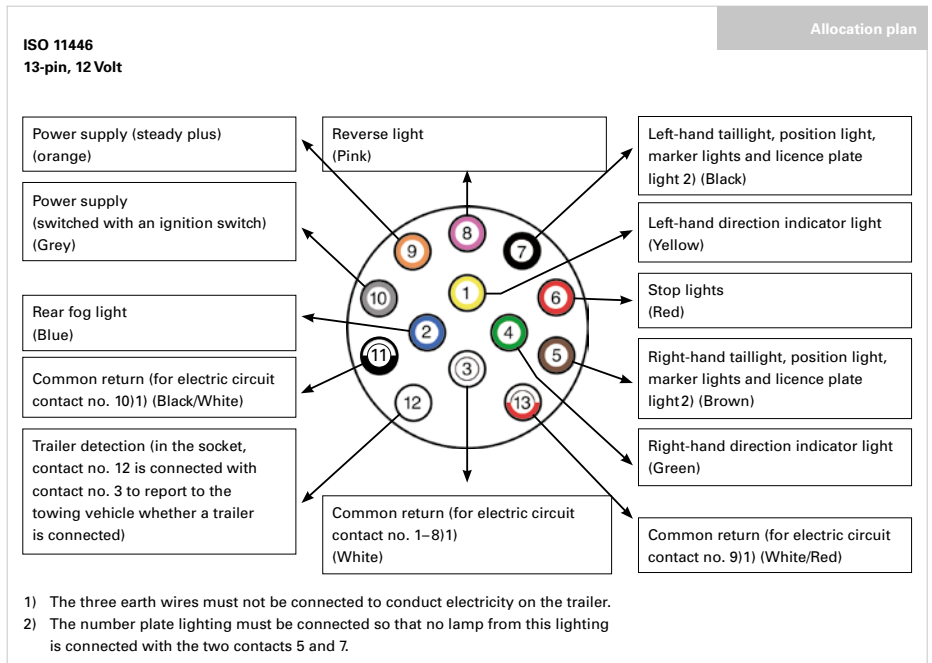 Allocation plan
ISO 11446
13-pin, 12 Volt
Power supply (steady plus)
(orange)
Reverse light
(Pink)
Left-hand taillight, position light,
marker lights and licence plate
light 2) (Black)
Power supply
(switched with an ignition switch)
(Grey)
Left-hand direction indicator light
(Yellow)
Stop lights
(Red)
Rear fog light
(Blue)
Right-hand taillight, position light,
marker lights and licence plate
light2) (Brown)
Common return (for electric circuit
contact no. 10)1) (Black/White)
Trailer detection (in the socket,
contact no. 12 is connected with
contact no. 3 to report to the
towing vehicle whether a trailer
is connected)
Right-hand direction indicator light
(Green)
Common return (for electric circuit
contact no. 1–8)1)
(White)
Common return (for electric circuit
contact no. 9)1) (White/Red)
8
9
7
10
1
6
2
4
11
3
5
12
13
1) The three earth wires must not be connected to conduct electricity on the trailer.
2) The number plate lighting must be connected so that no lamp from this lighting
is connected with the two contacts 5 and 7.